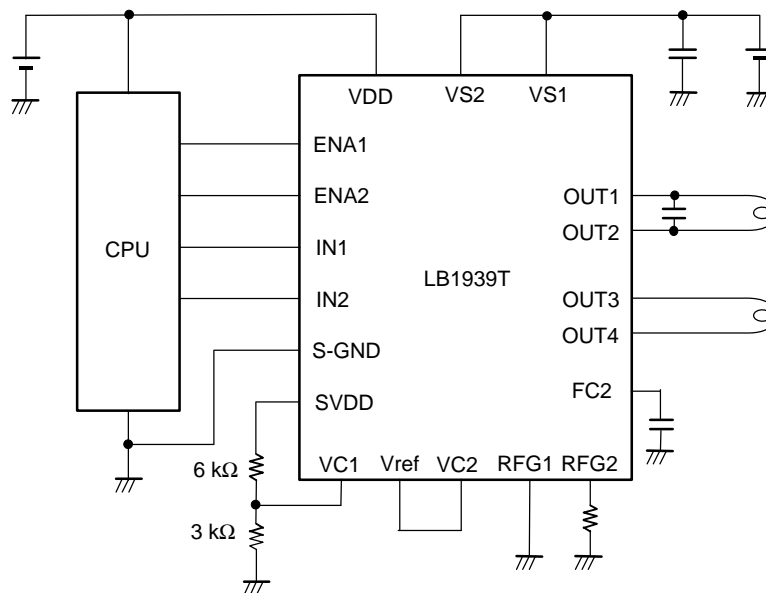 VDD VS2 VS1
ENA1
ENA2
OUT1
CPU
IN1
OUT2
LB1939T
IN2
OUT3
OUT4
S-GND
FC2
SVDD
6 kΩ
VC1 Vref VC2 RFG1 RFG2
3 kΩ